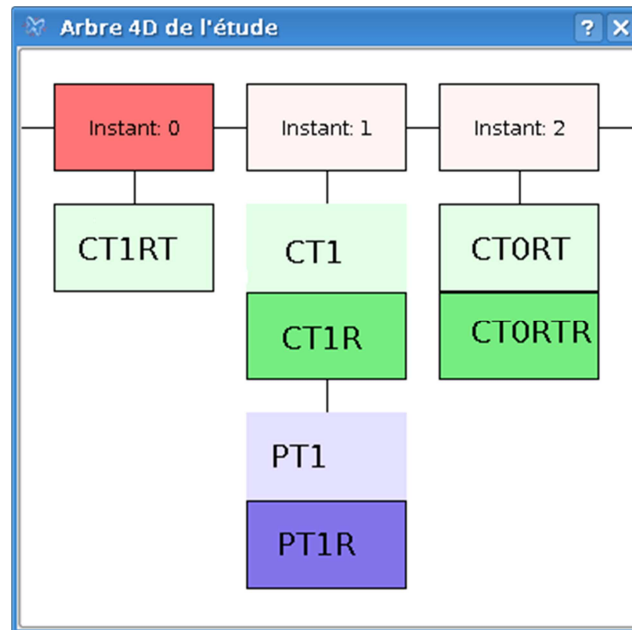 Arbre 4D de l'étude
Instant: 0
Instant: 1
Instant: 2
CT1RT
CT1
CT0RT
CT1R
CT0RTR
PT1
PT1R